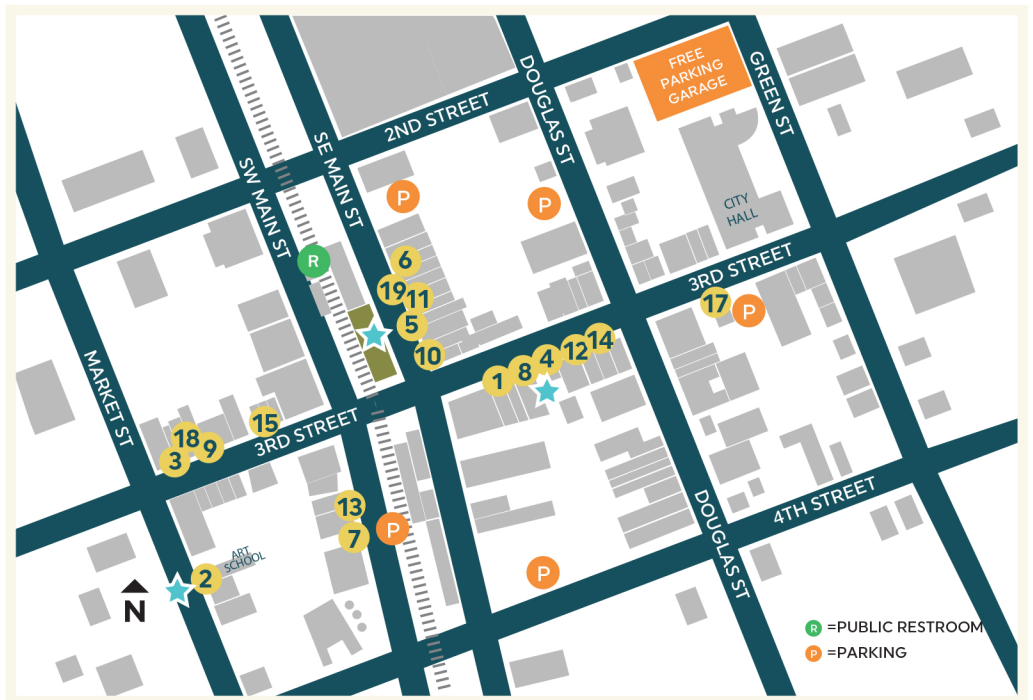 FREE
PARKING
GARAGE
GREEN ST
DOUGLAS ST
2ND STREET
SE MAIN ST
SW MAIN ST
P
P
CITY
HALL
R
6
19
11
5
10
3RD STREET
17
P
14
12
4
8
1
MARKET ST
15
3RD STREET
18
9
3
13
7
P
4TH STREET
DOUGLAS ST
ART
SCHOOL
2
P
N
R =PUBLIC RESTROOM
P =PARKING